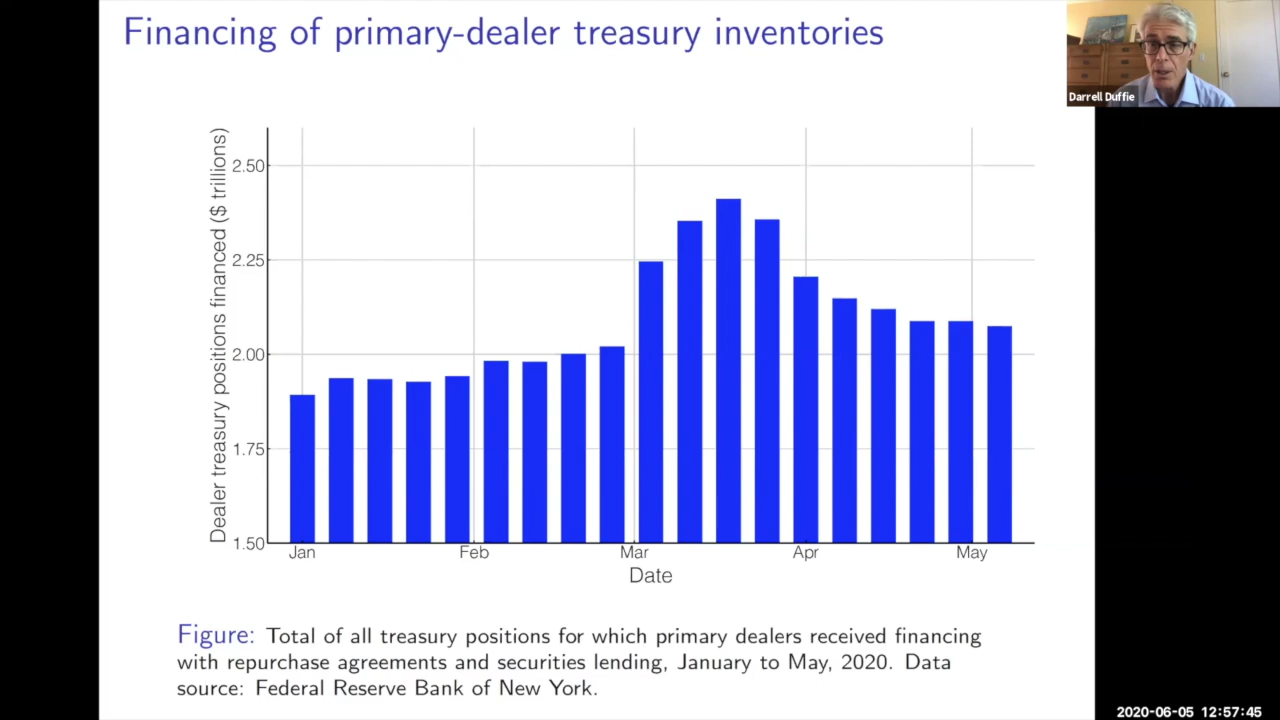 Financing of primary-dealer treasury inventories
Darrell Duffie
Dealer treasury positions financed ($ trillions)
2.50
2.25
2.00
1.75
1.50
Jan Feb Mar Apr May
Date
Figure: Total of all treasury positions for which primary dealers received financing
with repurchase agreements and securities lending, January to May, 2020. Data
source: Federal Reserve Bank of New York.
2020-06-05 12:57:45